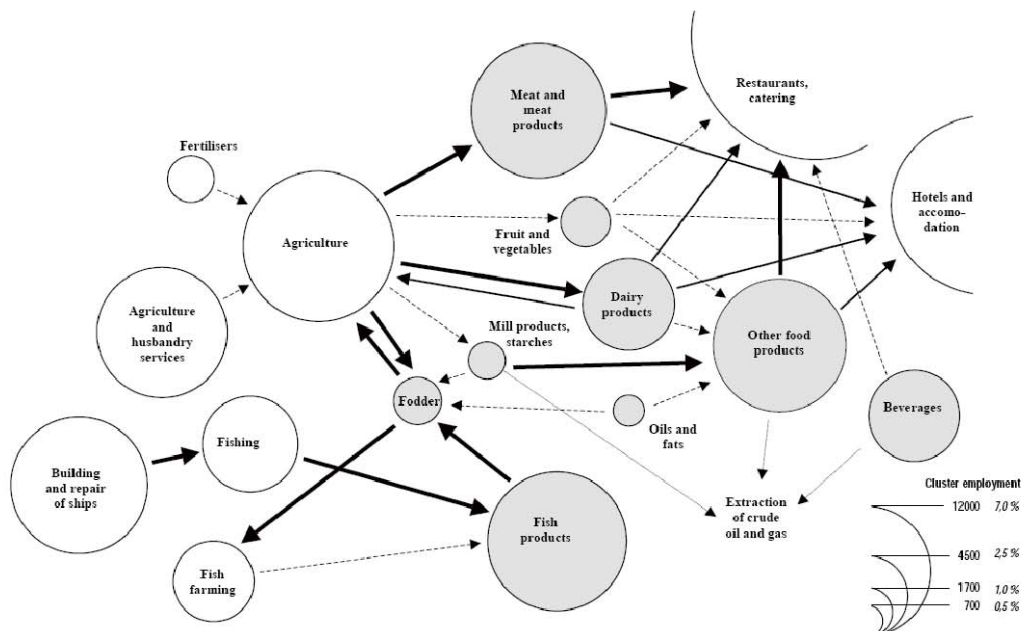 Restaurants,
catering
Meat and
meat
products
Fertilisers
Hotels and
accomo-
dation
Agriculture
Fruit and
vegetables
Dairy
products
Agriculture
and
husbandry
services
Mill products,
starches
Other food
products
Fodder
Beverages
Oils and
fats
Fishing
Building
and repair
of ships
Extraction
of crude
oil and gas
Fish
products
Fish
farming
Cluster employment
12000 7,0 %
4500 2,5 %
1700 1,0 %
700 0,5 %